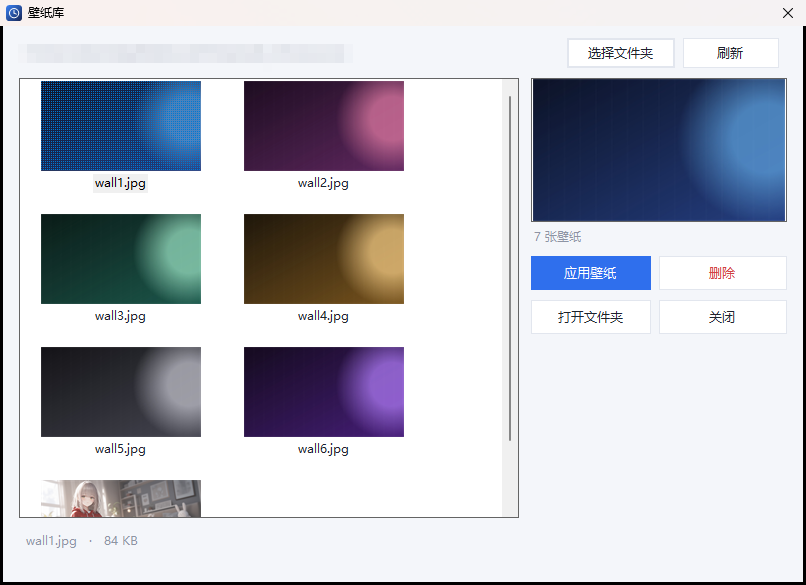 壁纸库
选择文件夹 刷新
wall1.jpg wall2.jpg
7 张壁纸
应用壁纸 删除
wall3.jpg wall4.jpg
打开文件夹 关闭
wall5.jpg wall6.jpg
wall1.jpg · 84 KB